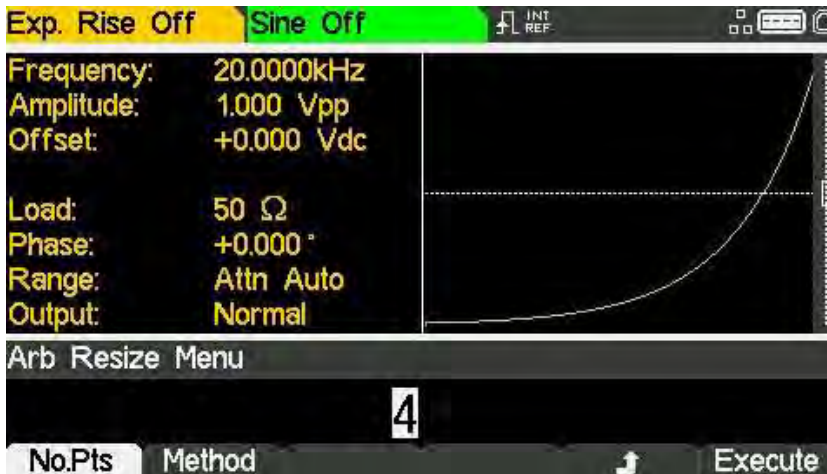 Exp. Rise Off Sine Off INT
REF
Frequency: 20.0000kHz
Amplitude: 1.000 Vpp
Offset: +0.000 Vdc
Load: 50 Ω
Phase: +0.000 °
Range: Attn Auto
Output: Normal
Arb Resize Menu
4
No.Pts Method Execute